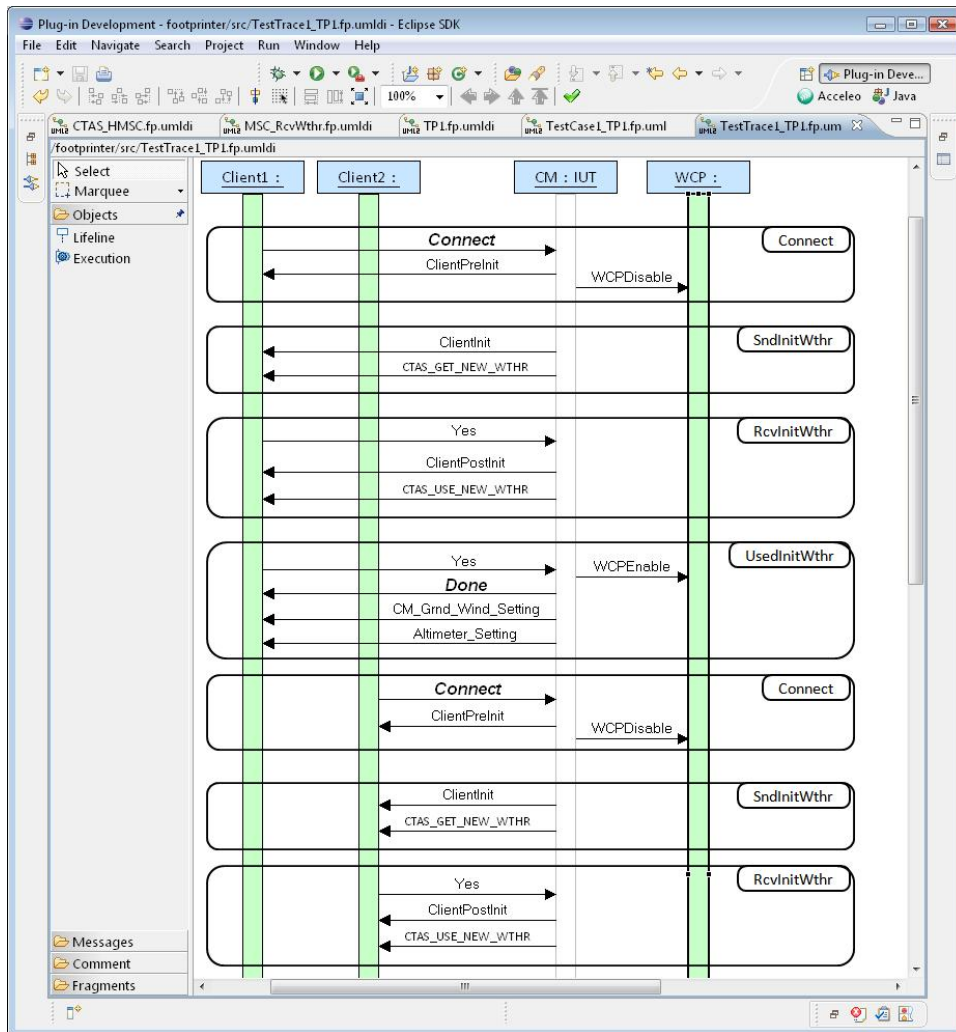 Plug-in Development - footprinter/src/TestTrace1_TP1.fp.umldi - Eclipse SDK
File Edit Navigate Search Project Run Window Help
Plug-in Deve...
100%
Acceleo Java
CTAS_HMSC.fp.umldi MSC_RcvWthr.fp.umldi TP1.fp.umldi TestCase1_TP1.fp.uml TestTrace1_TP1.fp.um
/footprinter/src/TestTrace1_TP1.fp.umldi
Select
Marquee
Objects
Lifeline
Execution
Client1 : Client2 : CM : IUT WCP :
Connect
Connect
ClientPreInit
WCPDisable
SndInitWthr
ClientInit
CTAS_GET_NEW_WTHR
Yes
RcvInitWthr
ClientPostInit
CTAS_USE_NEW_WTHR
UsedInitWthr
Yes
WCPEnable
Done
CM_Grnd_Wind_Setting
Altimeter_Setting
Connect
Connect
ClientPreInit
WCPDisable
ClientInit
SndInitWthr
CTAS_GET_NEW_WTHR
RcvInitWthr
Yes
ClientPostInit
CTAS_USE_NEW_WTHR
Messages
Comment
Fragments